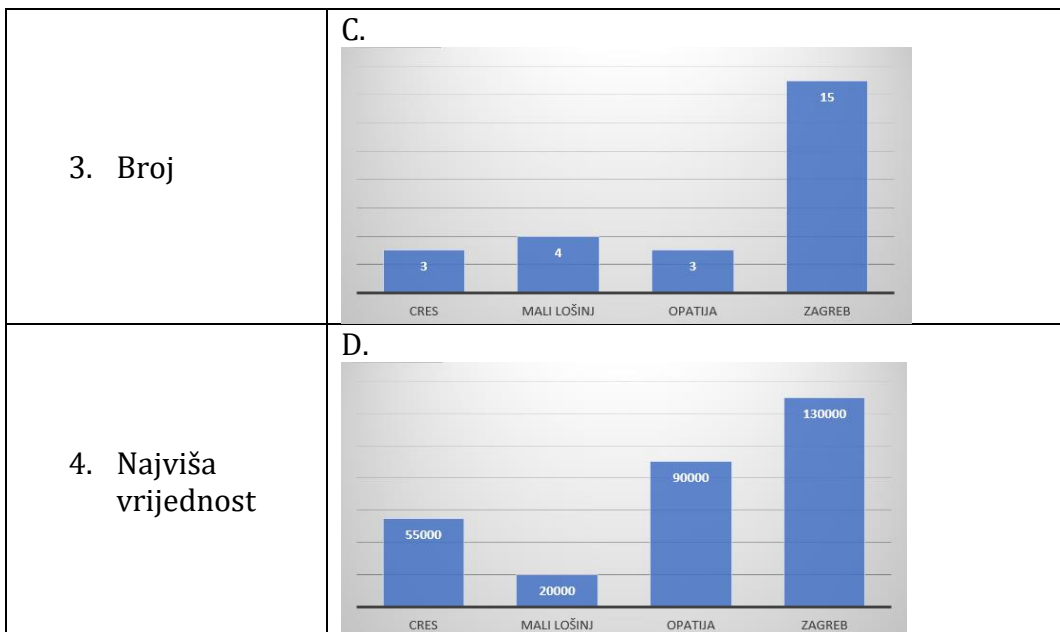 3. Broj
C.
15
3
4
3
CRES MALI LOŠINJ OPATIJA ZAGREB
4. Najviša
vrijednost
D.
130000
90000
55000
20000
CRES MALI LOŠINJ OPATIJA ZAGREB